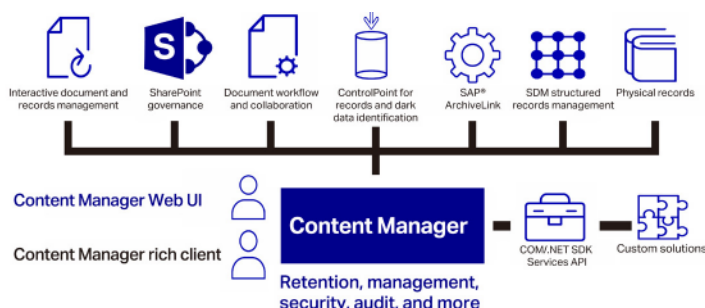 S
Interactive document and
records management
SharePoint
governance
Document workflow
and collaboration
ControlPoint for
records and dark
data identification
SAP®
ArchiveLink
SDM structured
records management
Physical records
Content Manager Web UI
Content Manager rich client
Content Manager
COM/.NET SDK
Services API
Custom solutions
Retention, management,
security, audit, and more